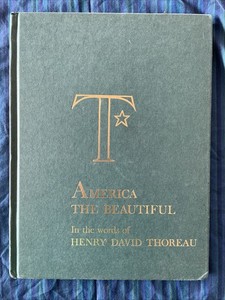 T
AMERICA
THE BEAUTIFUL
In the words of
HENRY DAVID THOREAU